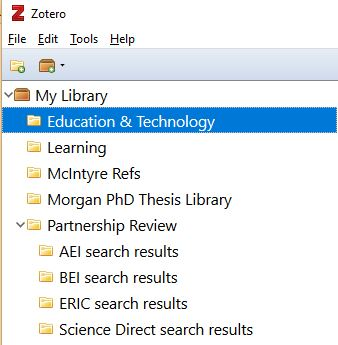 Zotero
File Edit Tools Help
My Library
Education & Technology
Learning
McIntyre Refs
Morgan PhD Thesis Library
Partnership Review
AEI search results
BEI search results
ERIC search results
Science Direct search results